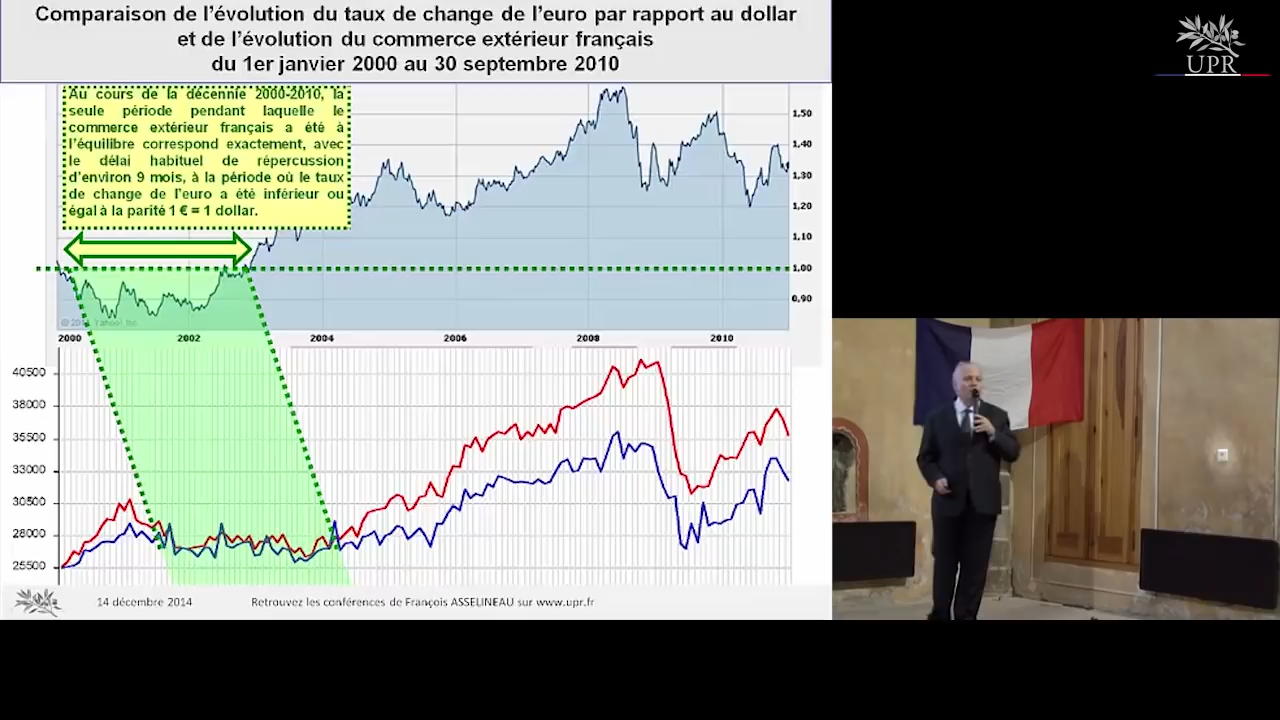 Comparaison de l'évolution du taux de change de l'euro par rapport au dollar
et de l'évolution du commerce extérieur français
du 1er janvier 2000 au 30 septembre 2010
UPR
Au cours de la décennie 2000-2010, la
seule période pendant laquelle le
commerce extérieur français a été à
l'équilibre correspond exactement, avec
le délai habituel de répercussion
d'environ 9 mois, à la période où le taux
de change de l'euro a été inférieur ou
égal à la parité 1 € = 1 dollar.
1,50
1,40
1,30
1,20
1,10
1,00
0,90
2000 2002 2004 2006 2008 2010
40500
38000
35500
33000
30500
28000
25500
14 décembre 2014 Retrouvez les conférences de François ASSELINEAU sur www.upr.fr